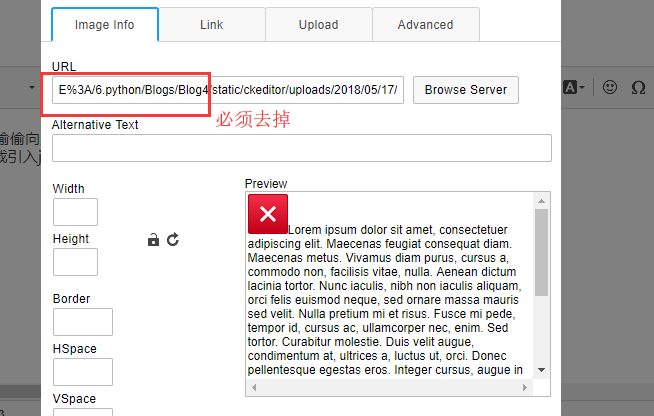 Image Info Link Upload Advanced
URL
E%3A/6.python/Blogs/Blog4/static/ckeditor/uploads/2018/05/17/ Browse Server
必须去掉
Alternative Text
偷偷向
我引入j
Width
Height
Border
HSpace
VSpace
Preview
Lorem ipsum dolor sit amet, consectetuer
adipiscing elit. Maecenas feugiat consequat diam.
Maecenas metus. Vivamus diam purus, cursus a,
commodo non, facilisis vitae, nulla. Aenean dictum
lacinia tortor. Nunc iaculis, nibh non iaculis aliquam,
orci felis euismod neque, sed ornare massa mauris
sed velit. Nulla pretium mi et risus. Fusce mi pede,
tempor id, cursus ac, ullamcorper nec, enim. Sed
tortor. Curabitur molestie. Duis velit augue,
condimentum at, ultrices a, luctus ut, orci. Donec
pellentesque egestas eros. Integer cursus, augue in